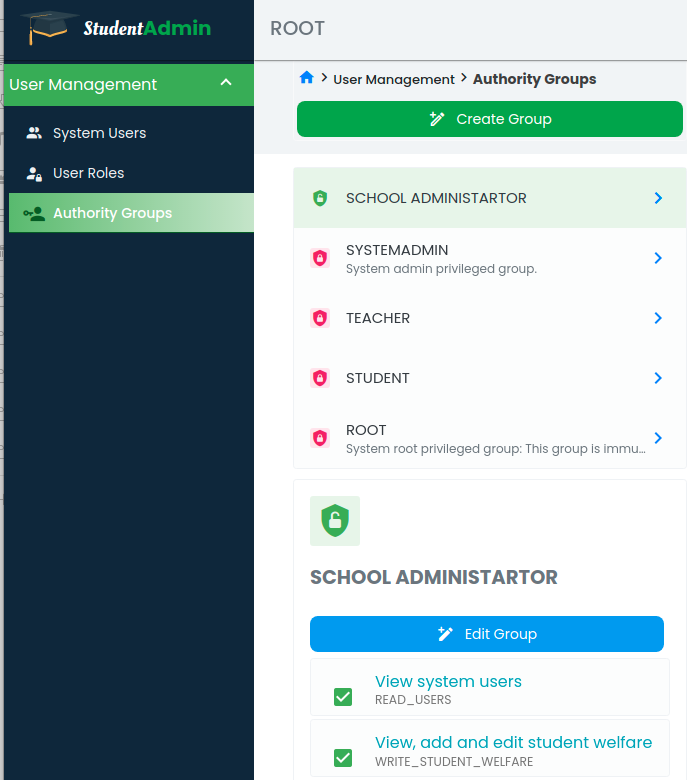 StudentAdmin
ROOT
User Management
User Management
Authority Groups
Create Group
System Users
User Roles
Authority Groups
SCHOOL ADMINISTARTOR
SYSTEMADMIN
System admin privileged group.
TEACHER
STUDENT
ROOT
System root privileged group: This group is immu...
SCHOOL ADMINISTARTOR
Edit Group
View system users
READ_USERS
View, add and edit student welfare
WRITE_STUDENT_WELFARE